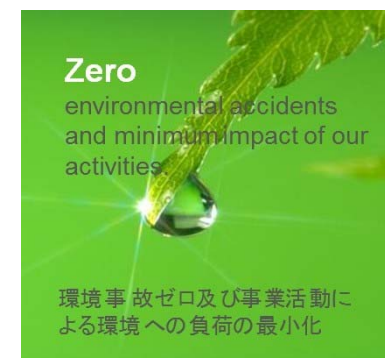 Zero
environmental accidents
and minimum impact of our
activities.
環境事故ゼロ及び事業活動に
よる環境への負荷の最小化